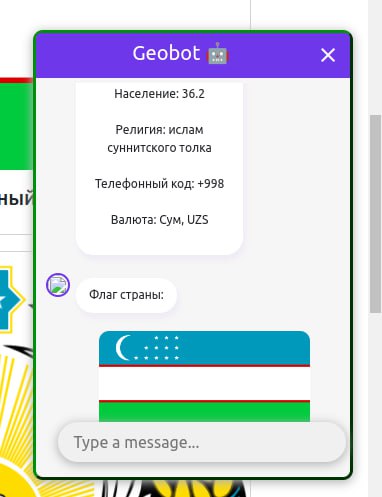 Geobot 🤖
Население: 36.2
Религия: ислам
суннитского толка
Телефонный код: +998
Валюта: Сум, UZS
ный
Флаг страны:
Type a message...